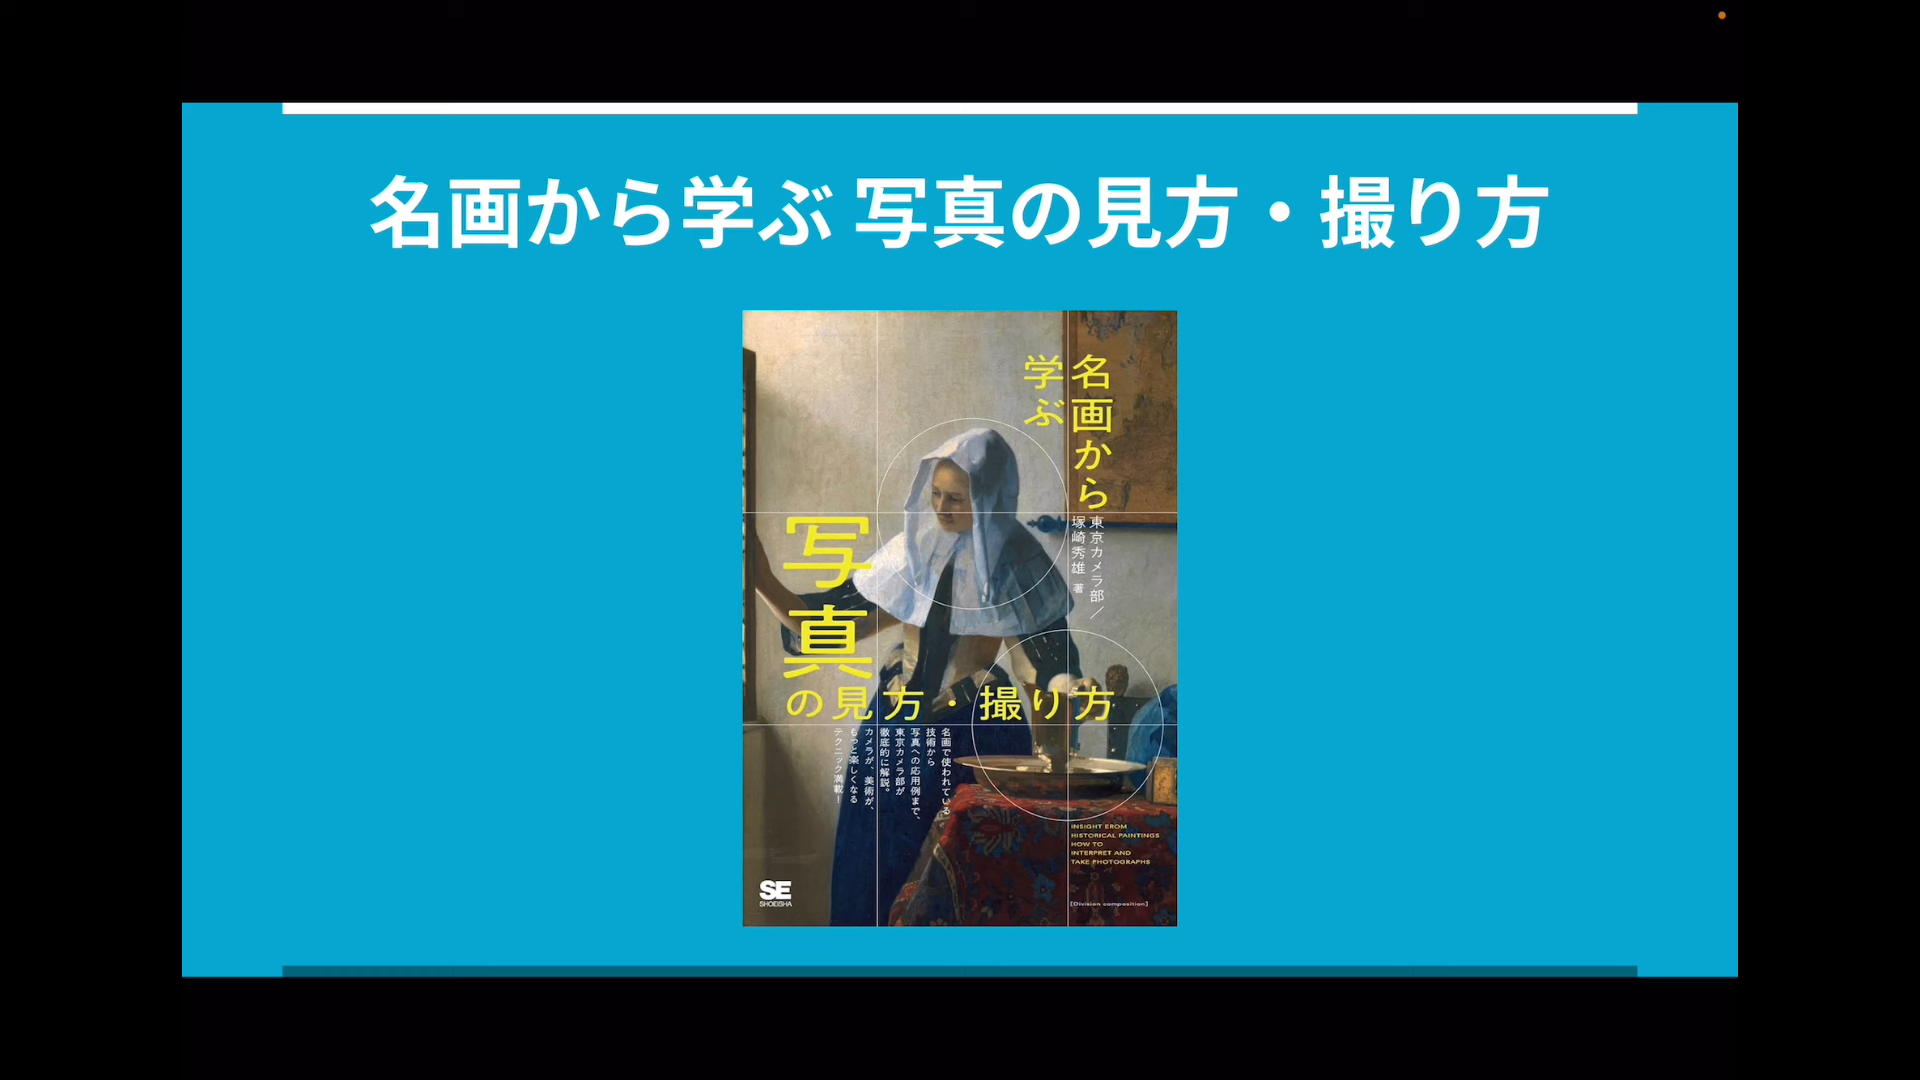 名画から学ぶ 写真の見方・撮り方
名画から
学ぶ
東京カメラ部／
塚崎秀雄 著
写真
の見方・撮り方
名画で使われている
技術から
写真への応用例まで、
東京カメラ部が
徹底的に解説。
カメラが、美術が、
もっと楽しくなる
テクニック満載！
INSIGHT EROM
HISTORICAL PAINTINGS
HOW TO
INTERPRET AND
TAKE PHOTOGRAPHS
[Division composition]
SE
SHOEISHA